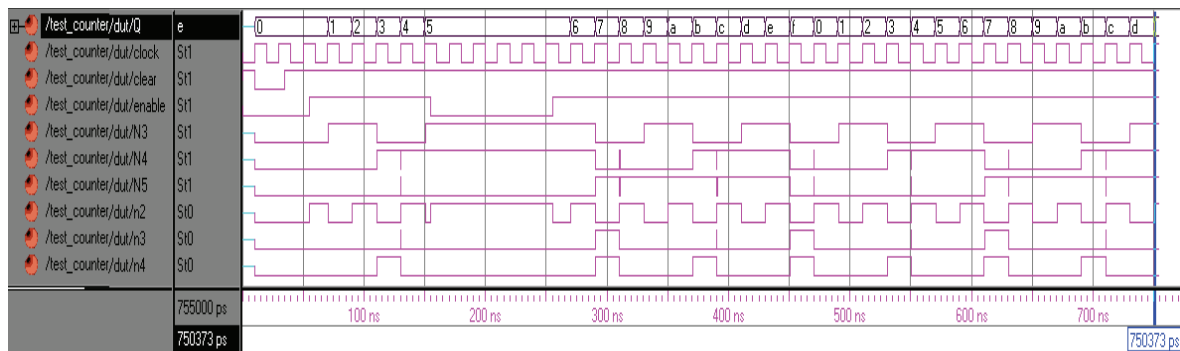 /test_counter/dut/Q e 0 1 2 3 4 5 6 7 8 9 a b c d e f 0 1 2 3 4 5 6 7 8 9 a b c d
/test_counter/dut/clock St1
/test_counter/dut/clear St1
/test_counter/dut/enable St1
/test_counter/dut/N3 St1
/test_counter/dut/N4 St1
/test_counter/dut/N5 St1
/test_counter/dut/n2 St0
/test_counter/dut/n3 St0
/test_counter/dut/n4 St0
755000 ps 100 ns 200 ns 300 ns 400 ns 500 ns 600 ns 700 ns
750373 ps 750373 ps